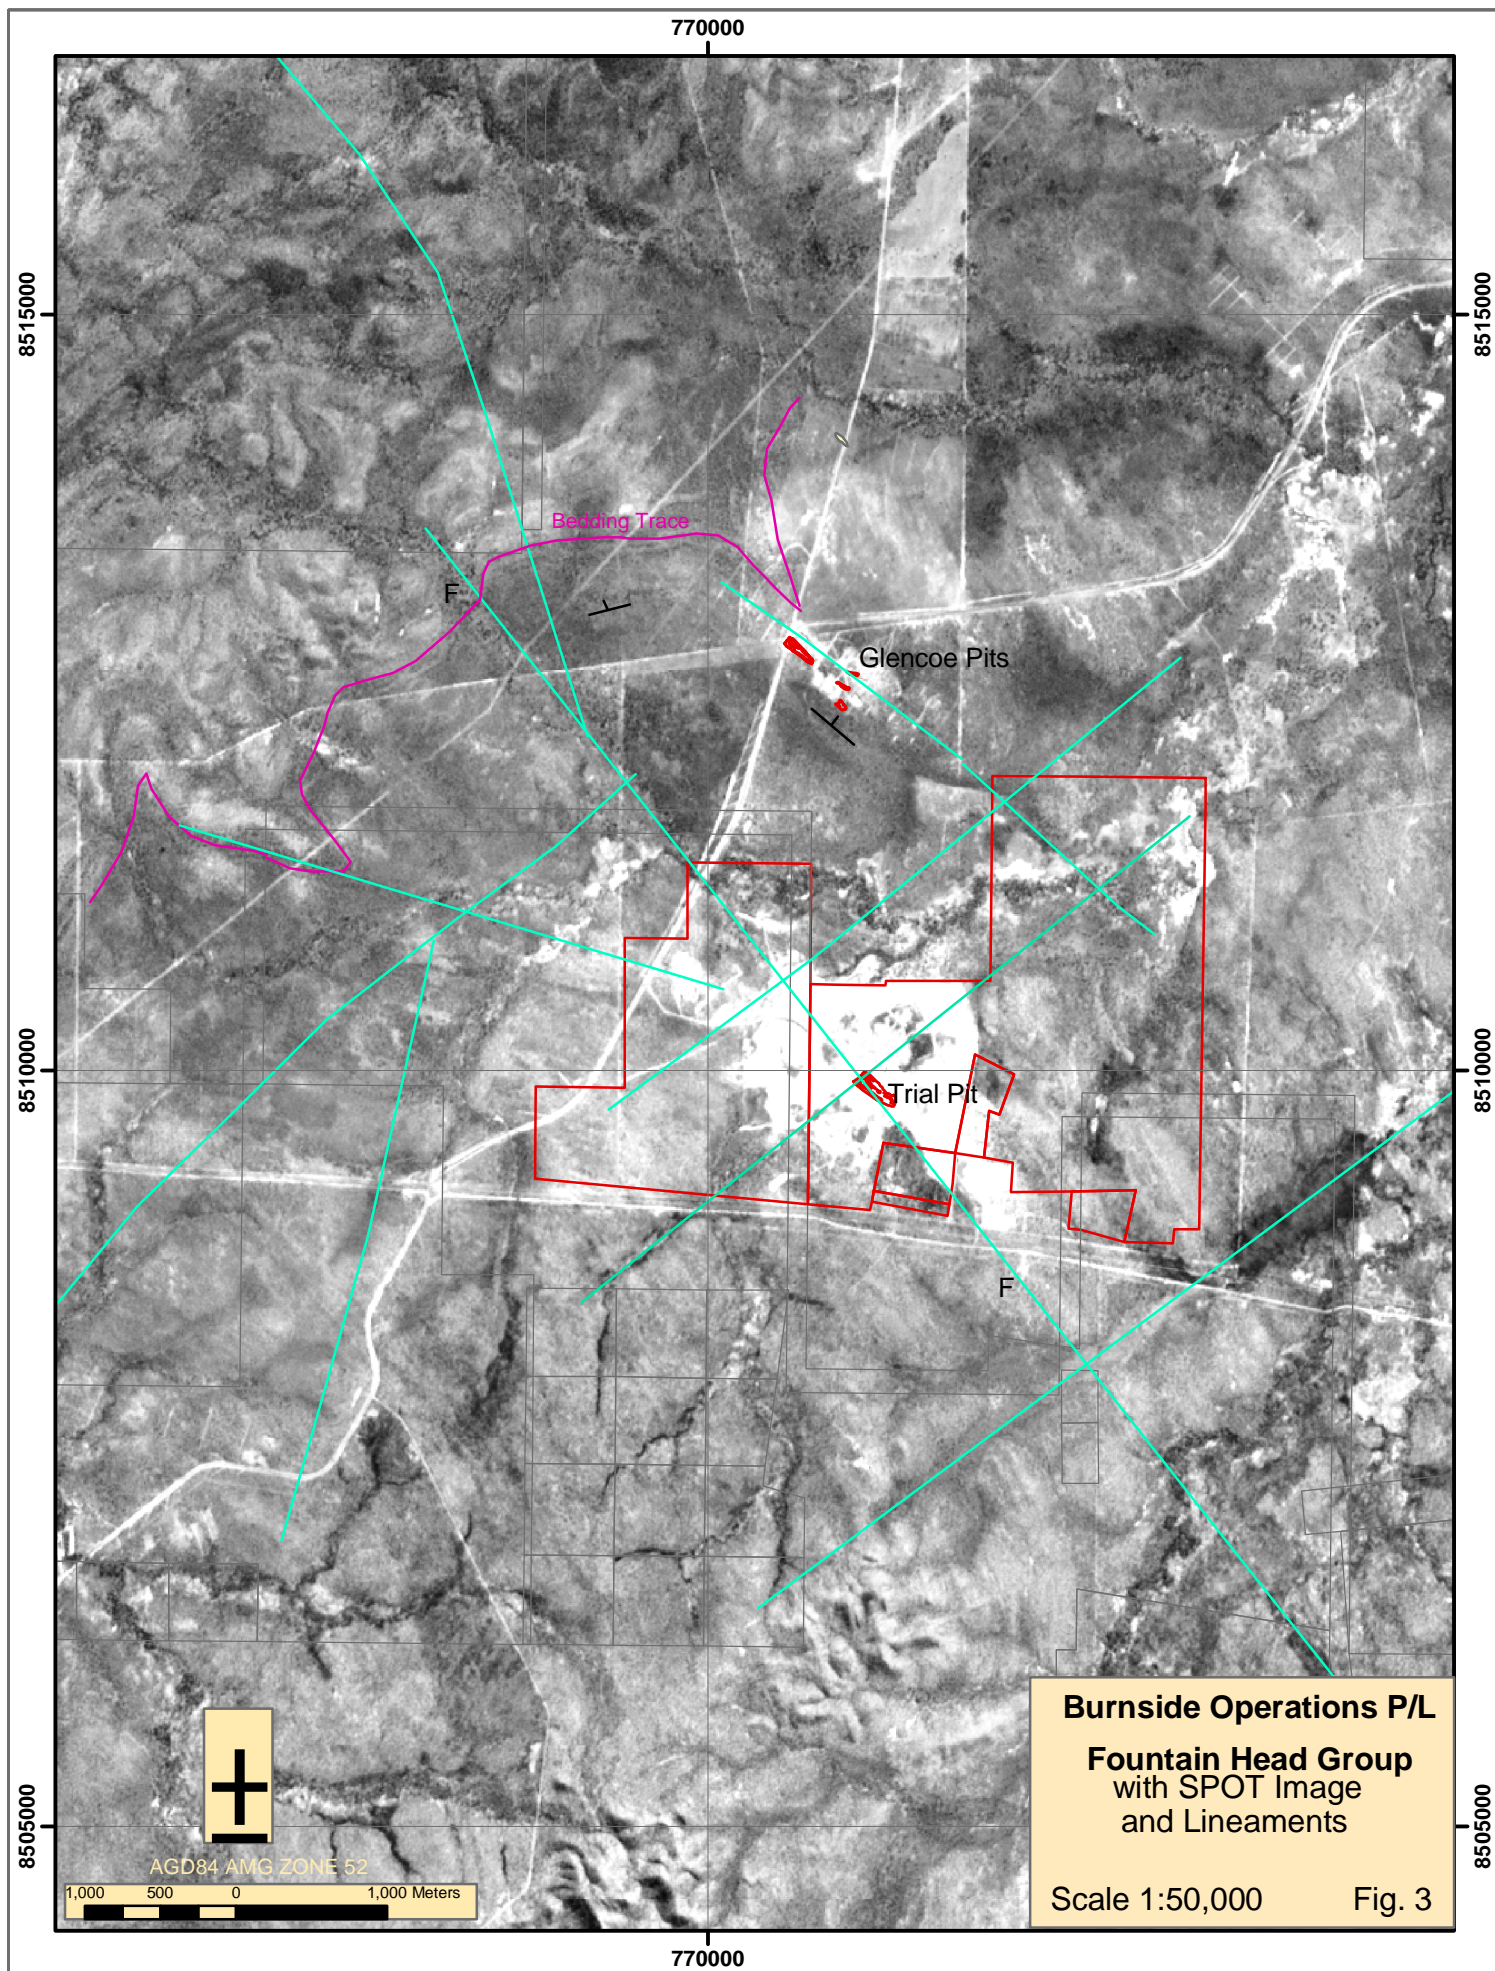 770000
8515000
8515000
Bedding Trace
F
Glencoe Pits
8510000
8510000
Trial Pit
F
Burnside Operations P/L
Fountain Head Group
with SPOT Image
and Lineaments
Scale 1:50,000 Fig. 3
8505000
8505000
AGD84 AMG ZONE 52
1,000 500 0 1,000 Meters
770000